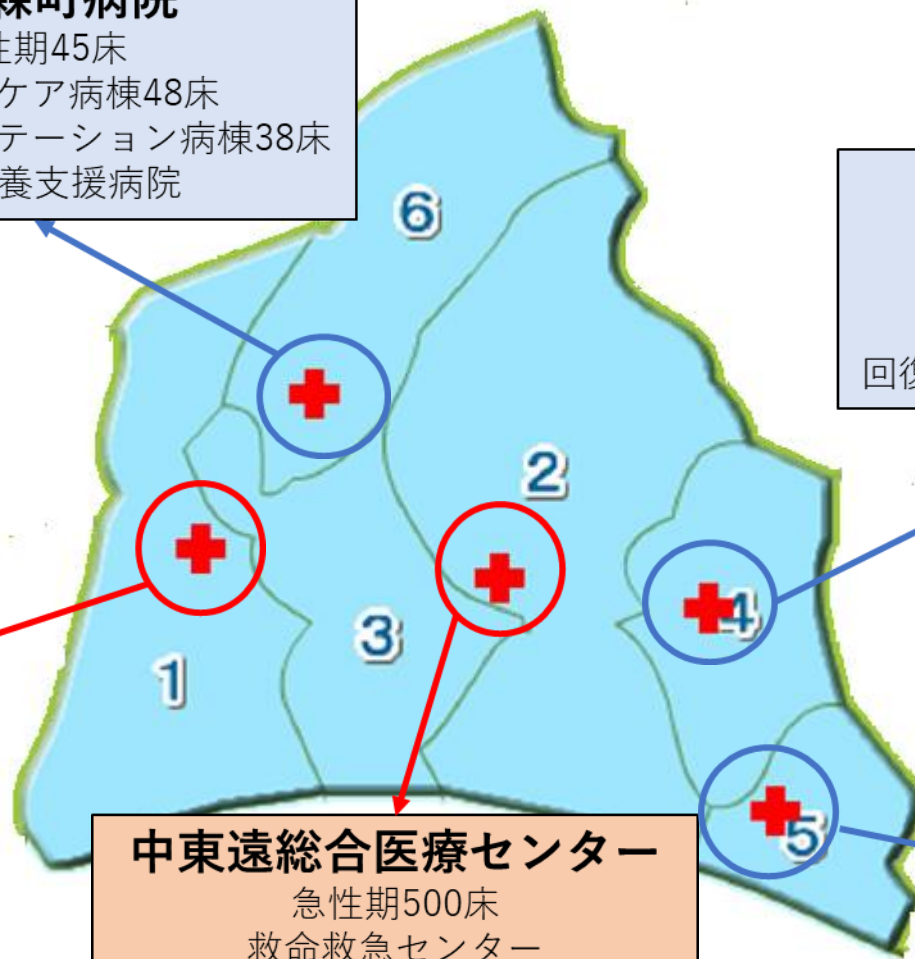 森町病院
性期45床
ケア病棟48床
テーション病棟38床
養支援病院
6
回復
2
4
3
1
5
中東遠総合医療センター
急性期500床
救命救急センター